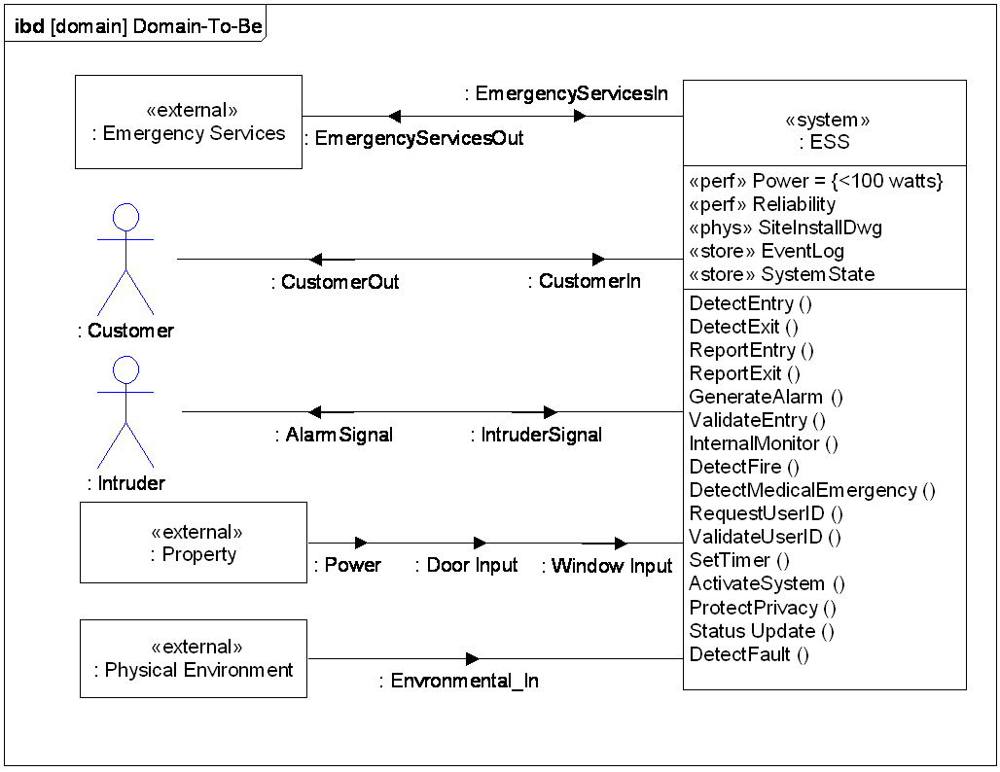 ibd [domain] Domain-To-Be
«external»
: Emergency Services
: EmergencyServicesIn
: EmergencyServicesOut
: Customer
: CustomerOut
: CustomerIn
: Intruder
: AlarmSignal
: IntruderSignal
«external»
: Property
: Power
: Door Input
: Window Input
«external»
: Physical Environment
: Envronmental_In
«system»
: ESS
«perf» Power = {<100 watts}
«perf» Reliability
«phys» SiteInstallDwg
«store» EventLog
«store» SystemState
DetectEntry ()
DetectExit ()
ReportEntry ()
ReportExit ()
GenerateAlarm ()
ValidateEntry ()
InternalMonitor ()
DetectFire ()
DetectMedicalEmergency ()
RequestUserID ()
ValidateUserID ()
SetTimer ()
ActivateSystem ()
ProtectPrivacy ()
Status Update ()
DetectFault ()